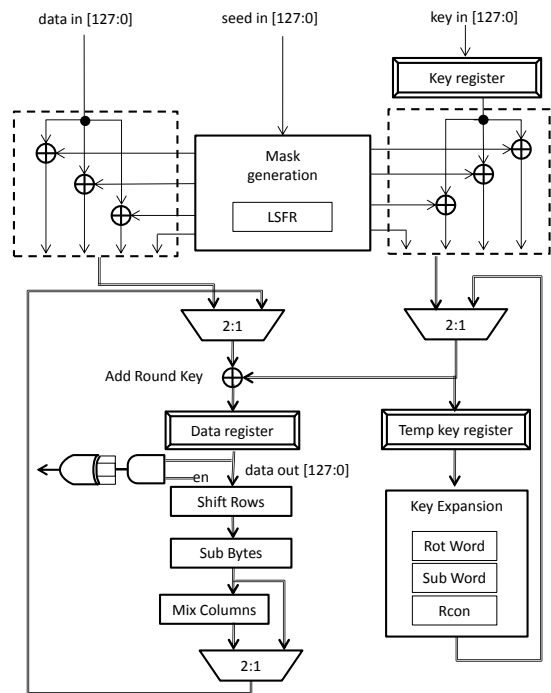 data in [127:0] seed in [127:0] key in [127:0]
Key register
Mask
generation
LSFR
2:1 2:1
Add Round Key
Data register Temp key register
en data out [127:0]
Shift Rows Key Expansion
Rot Word
Sub Bytes
Sub Word
Mix Columns Rcon
2:1